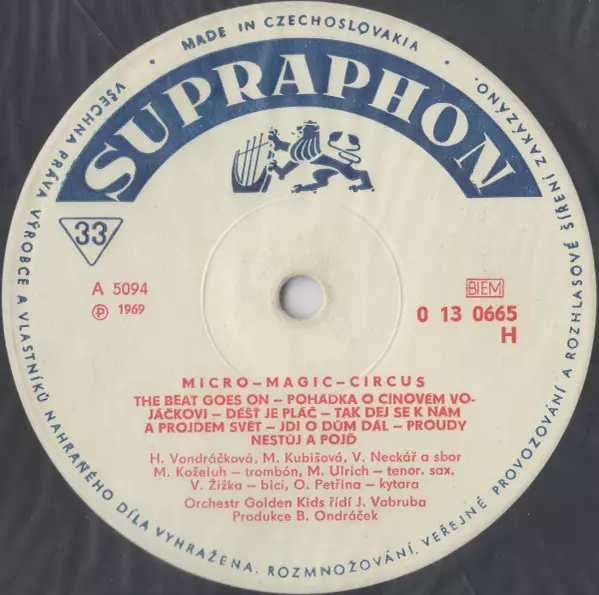 MADE IN CZECHOSLOVAKIA
SUPRAPHON
33
A 5094
Ⓟ 1969
BIEM
0 13 0665
H
MICRO–MAGIC–CIRCUS
THE BEAT GOES ON – POHÁDKA O CÍNOVÉM VO-
JÁČKOVI – DÉŠŤ JE PLÁČ – TAK DEJ SE K NÁM
A PROJDEM SVĚT – JDI O DŮM DÁL – PROUDY
NESTŮJ A POJĎ
H. Vondráčková, M. Kubišová, V. Neckář a sbor
M. Koželuh – trombón, M. Ulrich – tenor. sax.
V. Žižka – bicí, O. Petřina – kytara
Orchestr Golden Kids řídí J. Vobruba
Produkce B. Ondráček
VŠECHNA PRÁVA VÝROBCE A VLASTNÍKŮ NAHRANÉHO DÍLA VYHRAŽENA. ROZMNOŽOVÁNÍ, VEŘEJNÉ PROVOZOVÁNÍ A ROZHLASOVÉ ŠÍŘENÍ ZAKÁZÁNO.